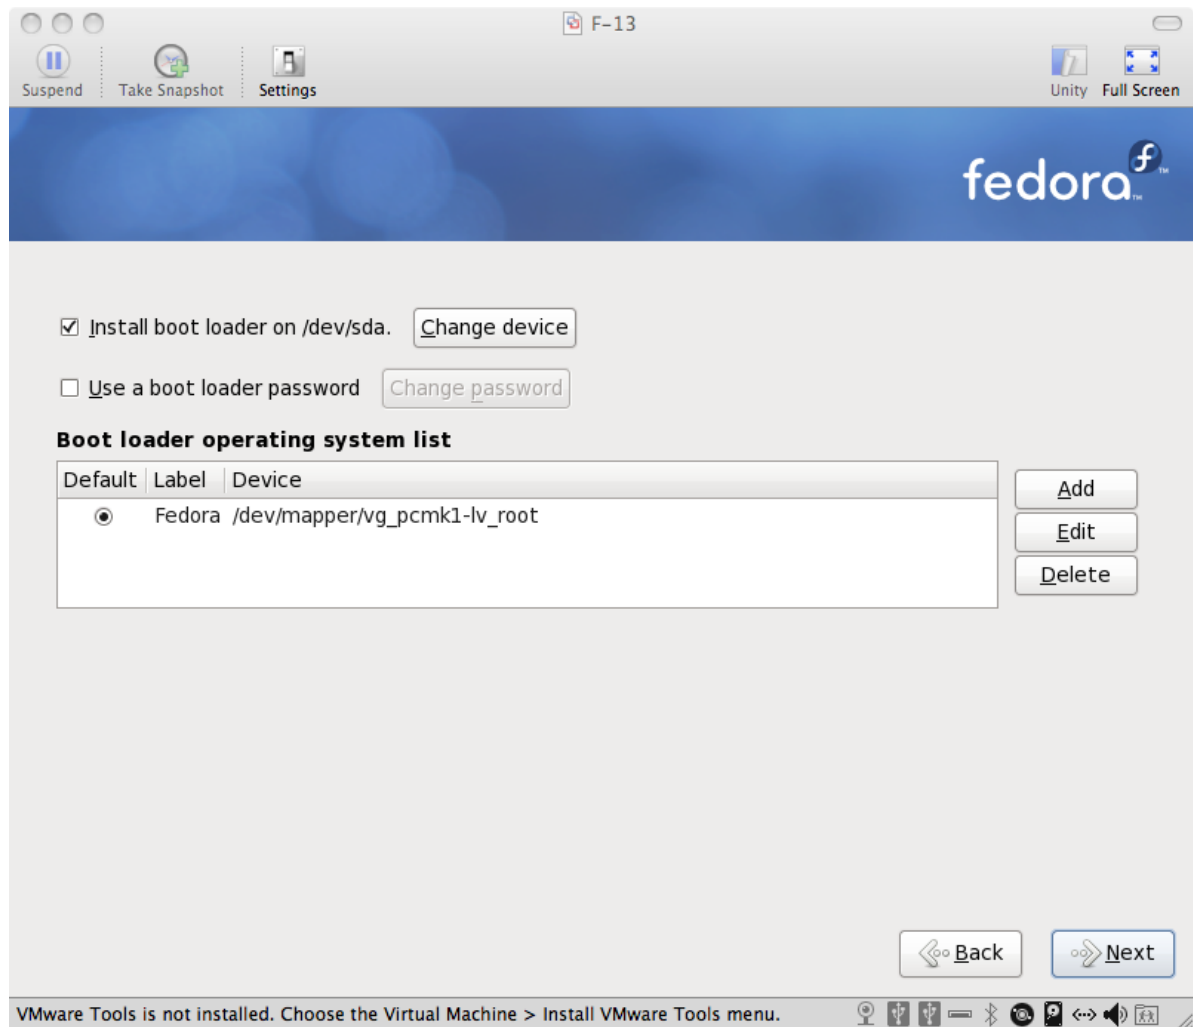 F-13
Suspend Take Snapshot Settings Unity Full Screen
fedora f ™
™
Install boot loader on /dev/sda. Change device
Use a boot loader password Change password
Boot loader operating system list
Default Label Device
Fedora /dev/mapper/vg_pcmk1-lv_root
Add
Edit
Delete
Back Next
VMware Tools is not installed. Choose the Virtual Machine > Install VMware Tools menu.